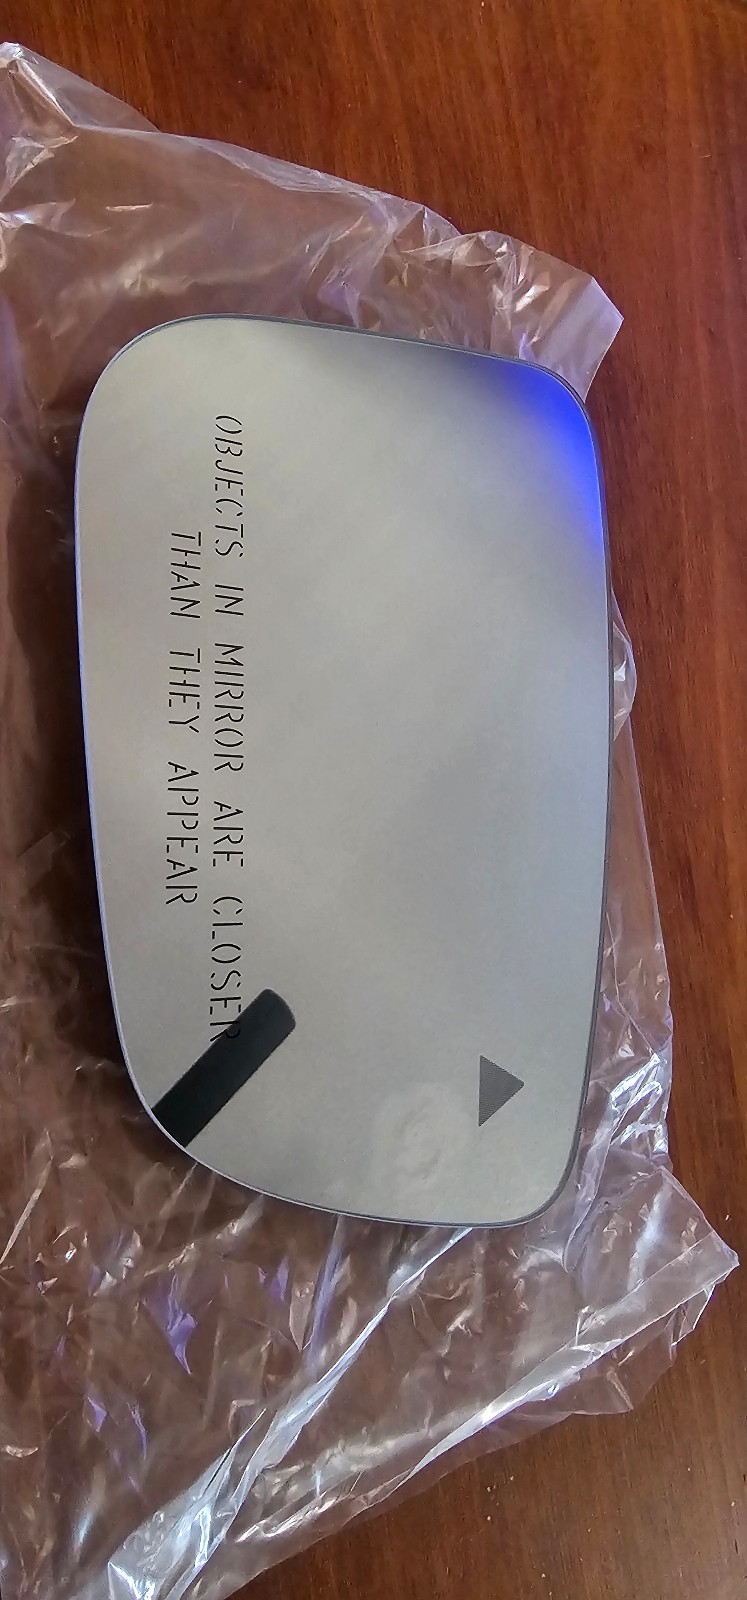 OBJECTS IN MIRROR ARE CLOSER
THAN THEY APPEAR